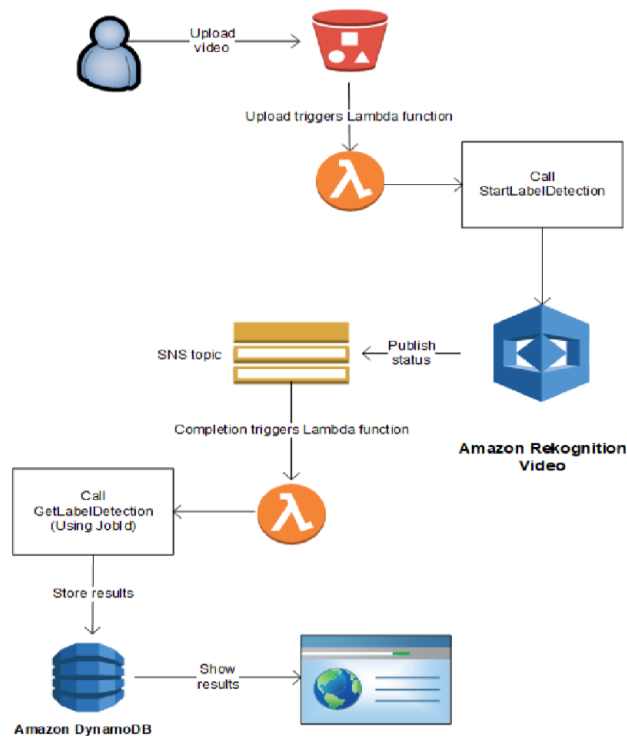 Upload
video
Upload triggers Lambda function
Call
StartLabelDetection
SNS topic
Publish
status
Completion triggers Lambda function
Amazon Rekognition
Video
Call
GetLabelDetection
(Using JobId)
Store results
Show
results
Amazon DynamoDB